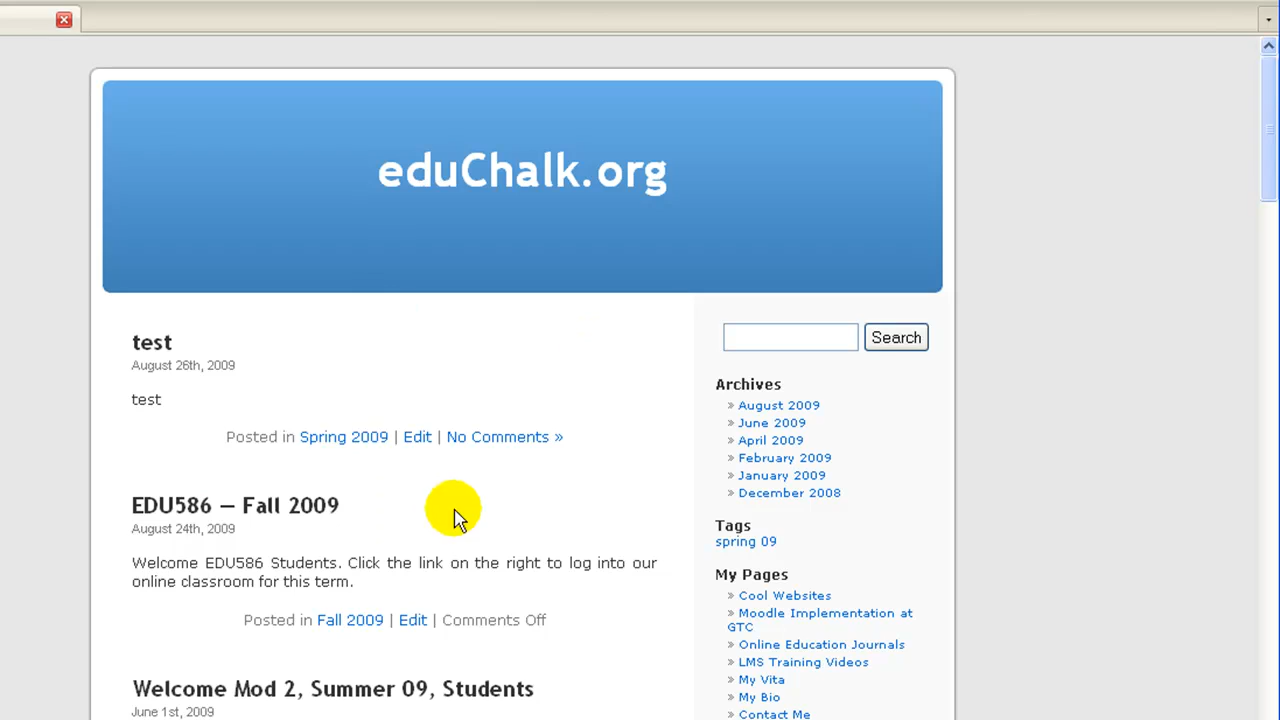 eduChalk.org
test
August 26th, 2009
test
Posted in Spring 2009 | Edit | No Comments »
EDU586 – Fall 2009
August 24th, 2009
Welcome EDU586 Students. Click the link on the right to log into our
online classroom for this term.
Posted in Fall 2009 | Edit | Comments Off
Welcome Mod 2, Summer 09, Students
June 1st, 2009
Search
Archives
» August 2009
» June 2009
» April 2009
» February 2009
» January 2009
» December 2008
Tags
spring 09
My Pages
» Cool Websites
» Moodle Implementation at
GTC
» Online Education Journals
» LMS Training Videos
» My Vita
» My Bio
» Contact Me